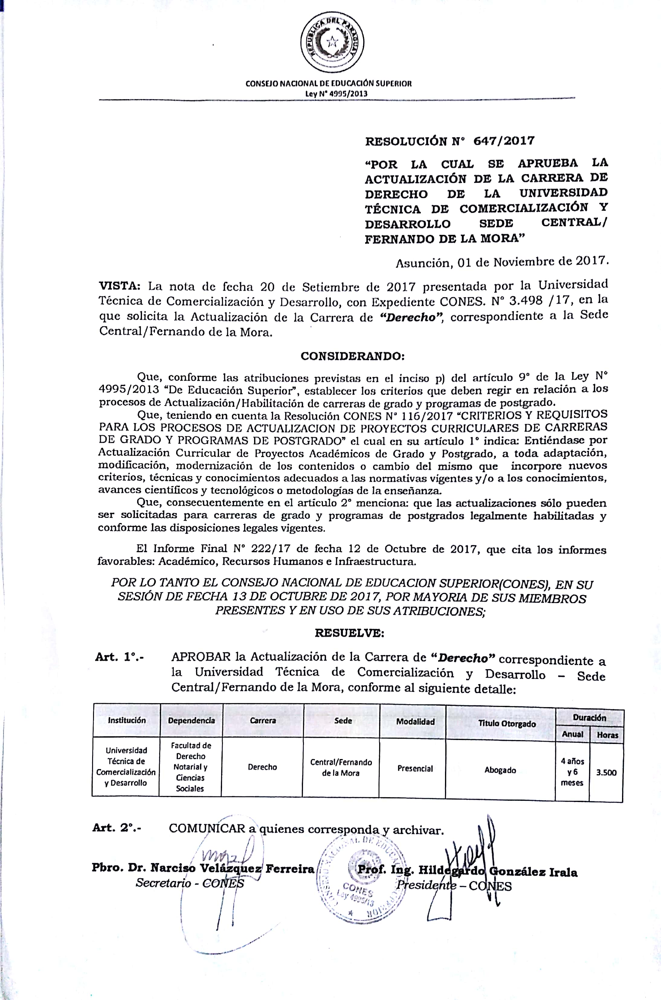 REPUBLICA DEL PARAGUAY
CONSEJO NACIONAL DE EDUCACIÓN SUPERIOR
Ley N° 4995/2013
RESOLUCIÓN N° 647/2017
“POR LA CUAL SE APRUEBA LA
ACTUALIZACIÓN DE LA CARRERA DE
DERECHO DE LA UNIVERSIDAD
TÉCNICA DE COMERCIALIZACIÓN Y
DESARROLLO SEDE CENTRAL/
FERNANDO DE LA MORA”
Asunción, 01 de Noviembre de 2017.
VISTA: La nota de fecha 20 de Setiembre de 2017 presentada por la Universidad
Técnica de Comercialización y Desarrollo, con Expediente CONES. N° 3.498 /17, en la
que solicita la Actualización de la Carrera de “Derecho”, correspondiente a la Sede
Central/Fernando de la Mora.
CONSIDERANDO:
Que, conforme las atribuciones previstas en el inciso p) del artículo 9° de la Ley N°
4995/2013 “De Educación Superior”, establecer los criterios que deben regir en relación a los
procesos de Actualización/Habilitación de carreras de grado y programas de postgrado.
Que, teniendo en cuenta la Resolución CONES N° 116/2017 “CRITERIOS Y REQUISITOS
PARA LOS PROCESOS DE ACTUALIZACION DE PROYECTOS CURRICULARES DE CARRERAS
DE GRADO Y PROGRAMAS DE POSTGRADO” el cual en su artículo 1° indica: Entiéndase por
Actualización Curricular de Proyectos Académicos de Grado y Postgrado, a toda adaptación,
modificación, modernización de los contenidos o cambio del mismo que incorpore nuevos
criterios, técnicas y conocimientos adecuados a las normativas vigentes y/o a los conocimientos,
avances científicos y tecnológicos o metodologías de la enseñanza.
Que, consecuentemente en el artículo 2° menciona: que las actualizaciones sólo pueden
ser solicitadas para carreras de grado y programas de postgrados legalmente habilitadas y
conforme las disposiciones legales vigentes.
El Informe Final N° 222/17 de fecha 12 de Octubre de 2017, que cita los informes
favorables: Académico, Recursos Humanos e Infraestructura.
POR LO TANTO EL CONSEJO NACIONAL DE EDUCACION SUPERIOR(CONES), EN SU
SESIÓN DE FECHA 13 DE OCTUBRE DE 2017, POR MAYORIA DE SUS MIEMBROS
PRESENTES Y EN USO DE SUS ATRIBUCIONES;
RESUELVE:
Art. 1°.- APROBAR la Actualización de la Carrera de “Derecho” correspondiente a
la Universidad Técnica de Comercialización y Desarrollo – Sede
Central/Fernando de la Mora, conforme al siguiente detalle:
Institución Dependencia Carrera Sede Modalidad Titulo Otorgado Duración
Anual Horas
Universidad
Técnica de
Comercialización
y Desarrollo
Facultad de
Derecho
Notarial y
Ciencias
Sociales
Derecho
Central/Fernando
de la Mora
Presencial
Abogado
4 años
y 6
meses
3.500
Art. 2°.- COMUNICAR a quienes corresponda y archivar.
Pbro. Dr. Narciso Velázquez Ferreira
Secretario - CONES
CONSEJO NACIONAL DE EDUCACION SUPERIOR
CONES
Ley 4995/13
Prof. Ing. Hildegardo González Irala
Presidente – CONES